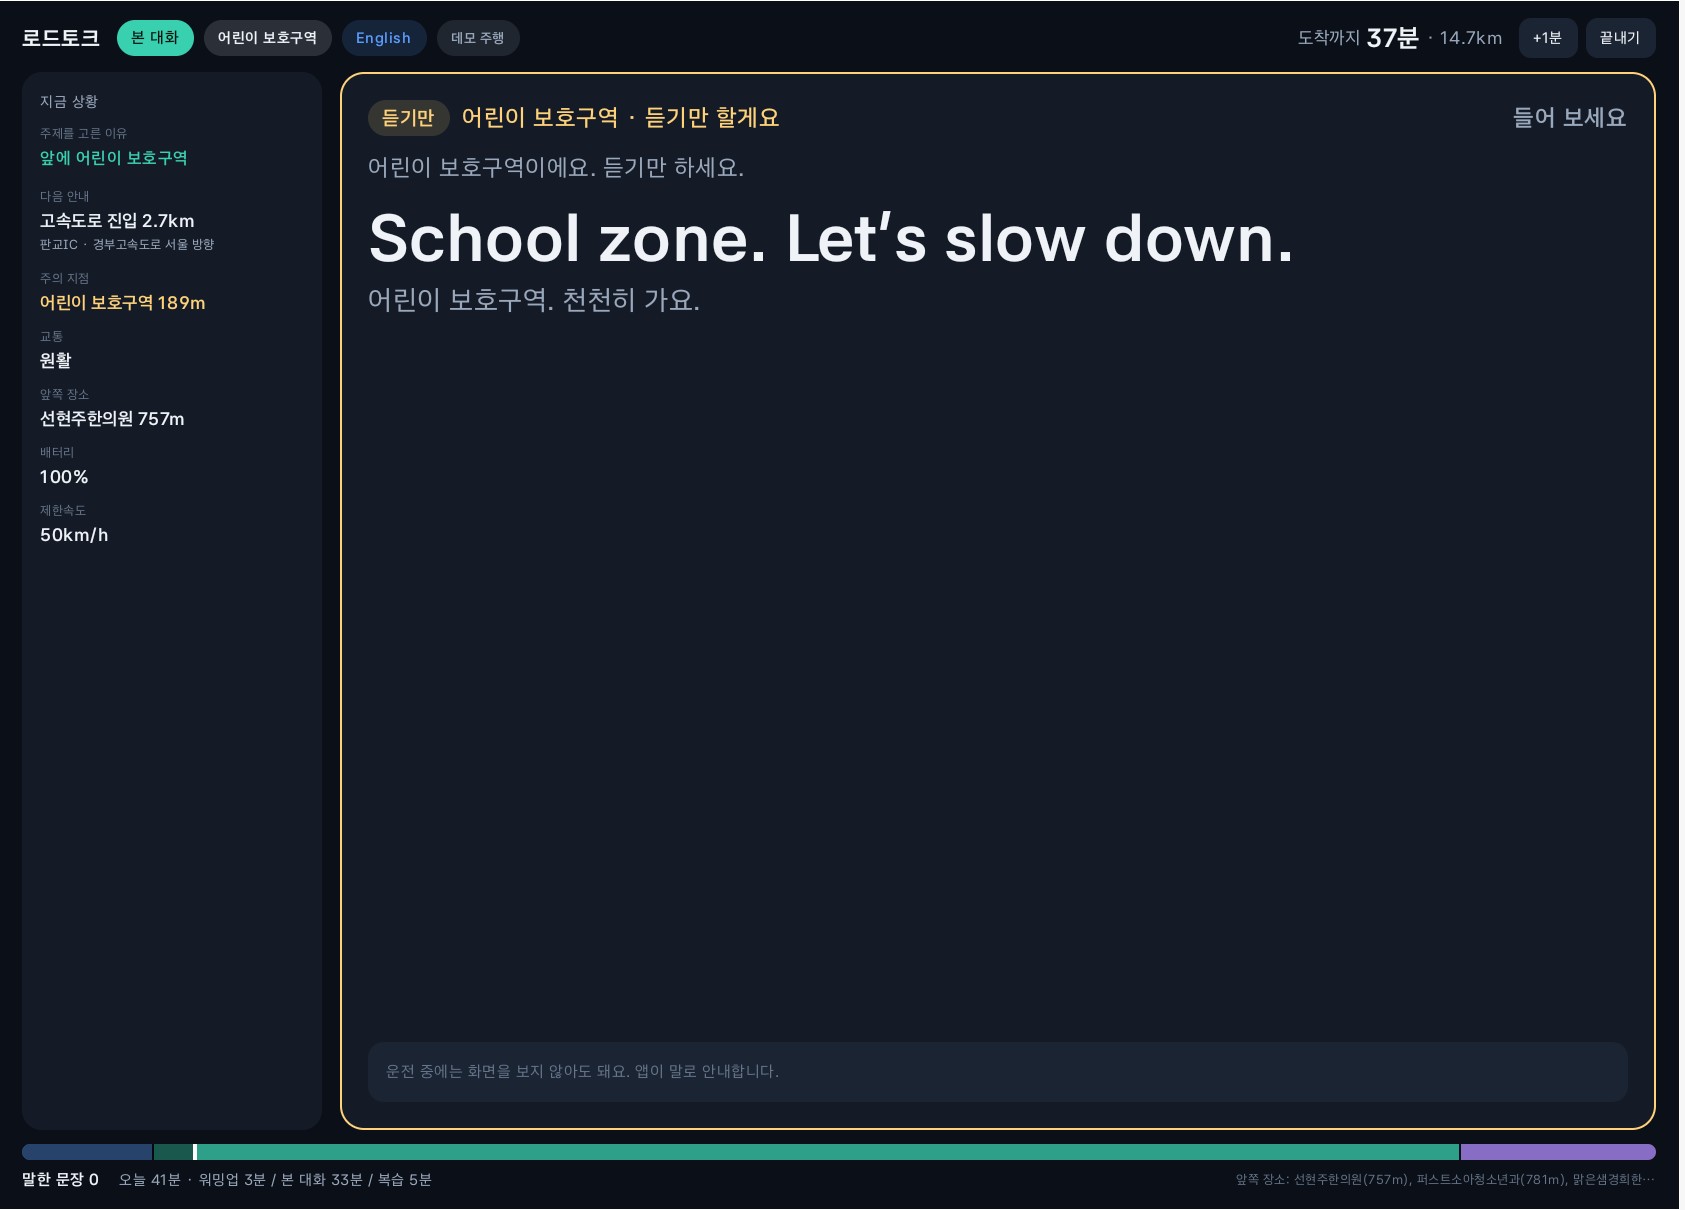 로드토크 본 대화 어린이 보호구역 English 데모 주행 도착까지 37분 · 14.7km +1분 끝내기
지금 상황
주제를 고른 이유
앞에 어린이 보호구역
다음 안내
고속도로 진입 2.7km
판교IC · 경부고속도로 서울 방향
주의 지점
어린이 보호구역 189m
교통
원활
앞쪽 장소
선현주한의원 757m
배터리
100%
제한속도
50km/h
듣기만 어린이 보호구역 · 듣기만 할게요 들어 보세요
어린이 보호구역이에요. 듣기만 하세요.
School zone. Let’s slow down.
어린이 보호구역. 천천히 가요.
운전 중에는 화면을 보지 않아도 돼요. 앱이 말로 안내합니다.
말한 문장 0 오늘 41분 · 워밍업 3분 / 본 대화 33분 / 복습 5분 앞쪽 장소: 선현주한의원(757m), 퍼스트소아청소년과(781m), 맑은샘경희한…